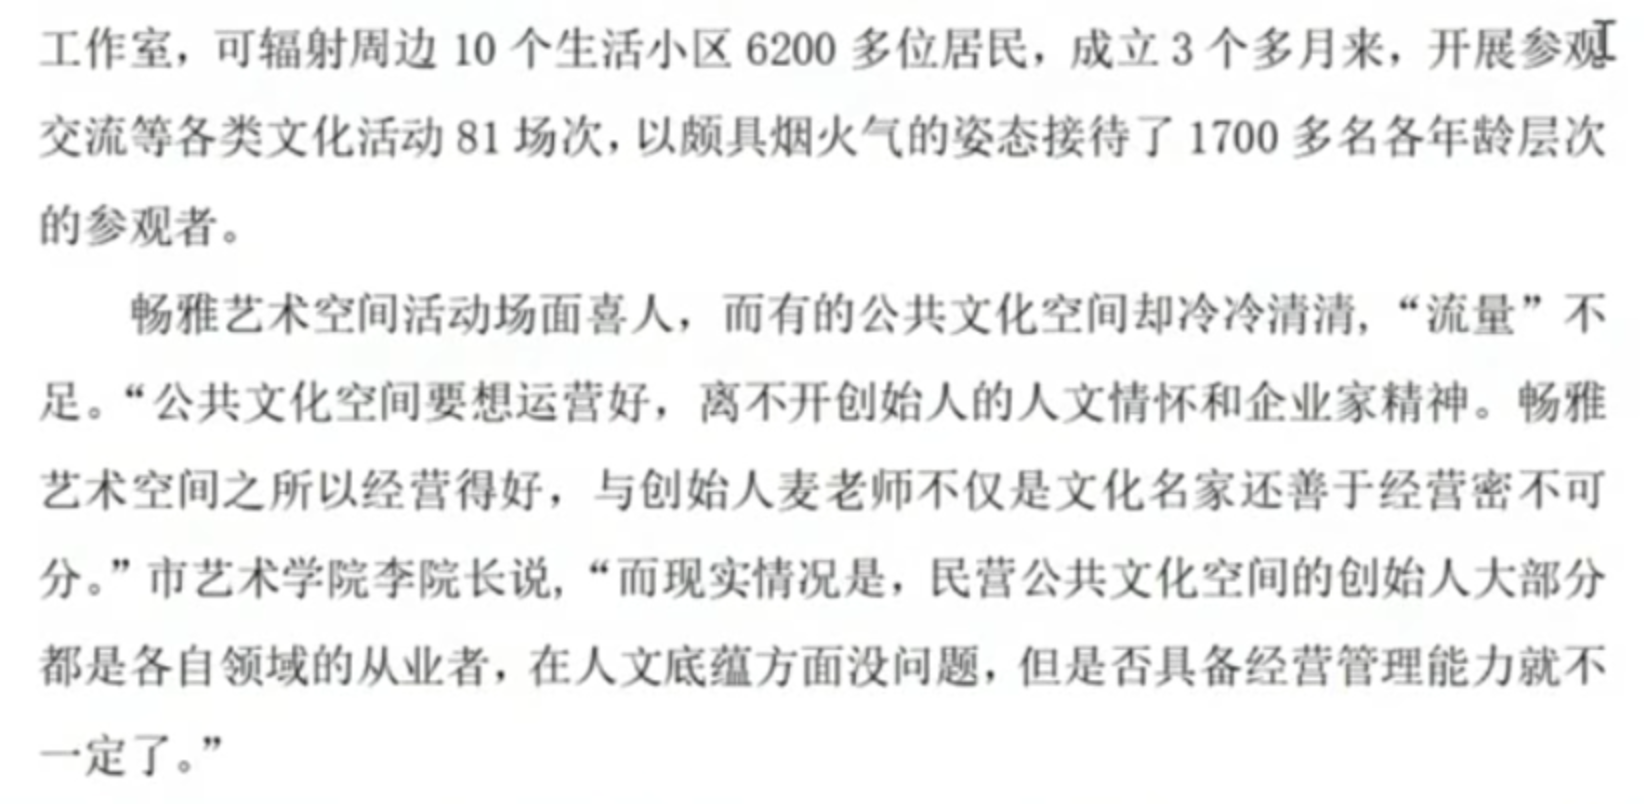 工作室，可辐射周边 10 个生活小区 6200 多位居民，成立 3 个多月来，开展参观
交流等各类文化活动 81 场次，以颇具烟火气的姿态接待了 1700 多名各年龄层次
的参观者。
畅雅艺术空间活动场面喜人，而有的公共文化空间却冷冷清清，“流量”不
足。“公共文化空间要想运营好，离不开创始人的人文情怀和企业家精神。畅雅
艺术空间之所以经营得好，与创始人麦老师不仅是文化名家还善于经营密不可
分。”市艺术学院李院长说，“而现实情况是，民营公共文化空间的创始人大部分
都是各自领域的从业者，在人文底蕴方面没问题，但是否具备经营管理能力就不
一定了。”